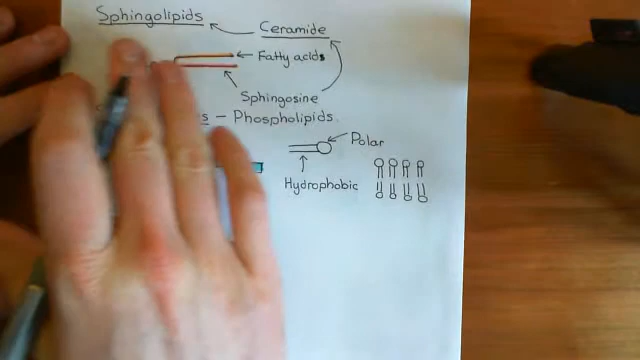 Sphingolipids
Ceramide
Fatty acids
Sphingosine
s - Phospholipids.
Polar
Hydrophobic